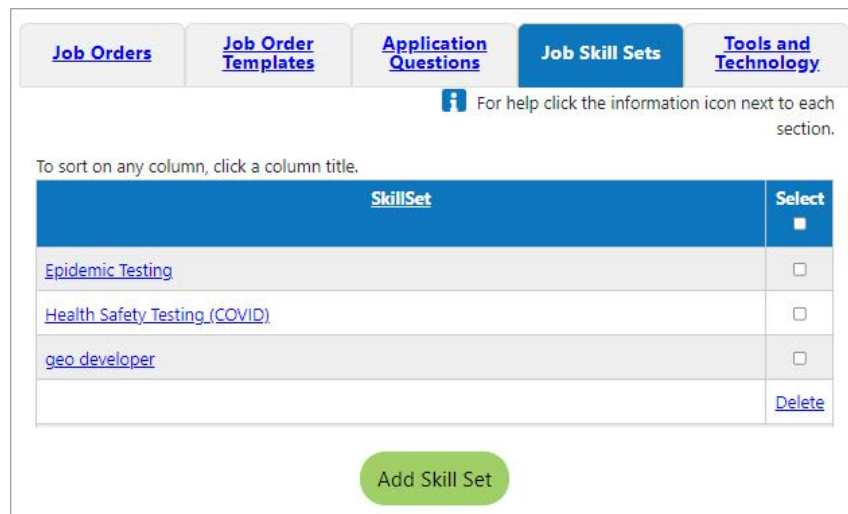 Job Orders
Job Order
Templates
Application
Questions
Job Skill Sets
Tools and
Technology
For help click the information icon next to each
section.
To sort on any column, click a column title.
SkillSet
Select
Epidemic Testing
Health Safety Testing (COVID)
geo developer
Delete
Add Skill Set